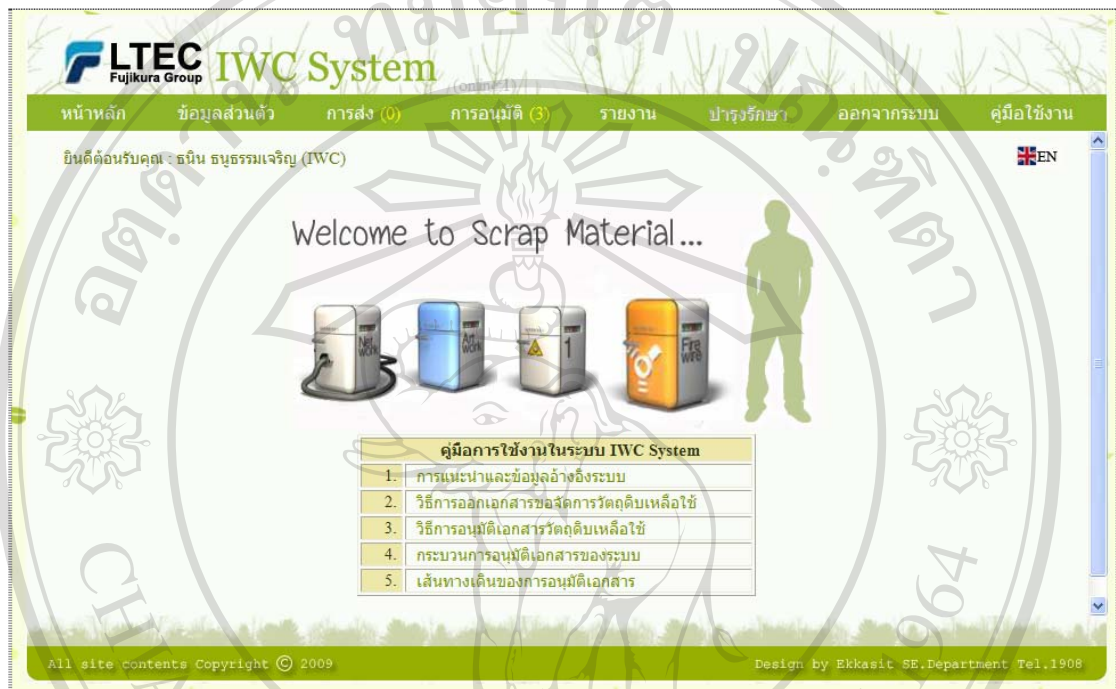 LTEC
Fujikura Group
IWC System
(online..!)
หน้าหลัก ข้อมูลส่วนตัว การส่ง (0) การอนุมัติ (3) รายงาน บำรุงรักษา ออกจากระบบ คู่มือใช้งาน
ยินดีต้อนรับคุณ : ธนิน ธนูธรรมเจริญ (IWC)
EN
Welcome to Scrap Material...
Net work
Art work
1
Fire wire
คู่มือการใช้งานในระบบ IWC System
1. การแนะนำและข้อมูลอ้างอิงระบบ
2. วิธีการออกเอกสารขอจัดการวัตถุดิบเหลือใช้
3. วิธีการอนุมัติเอกสารวัตถุดิบเหลือใช้
4. กระบวนการอนุมัติเอกสารของระบบ
5. เส้นทางเดินของการอนุมัติเอกสาร
All site contents Copyright © 2009
Design by Ekkasit SE.Department Tel.1908